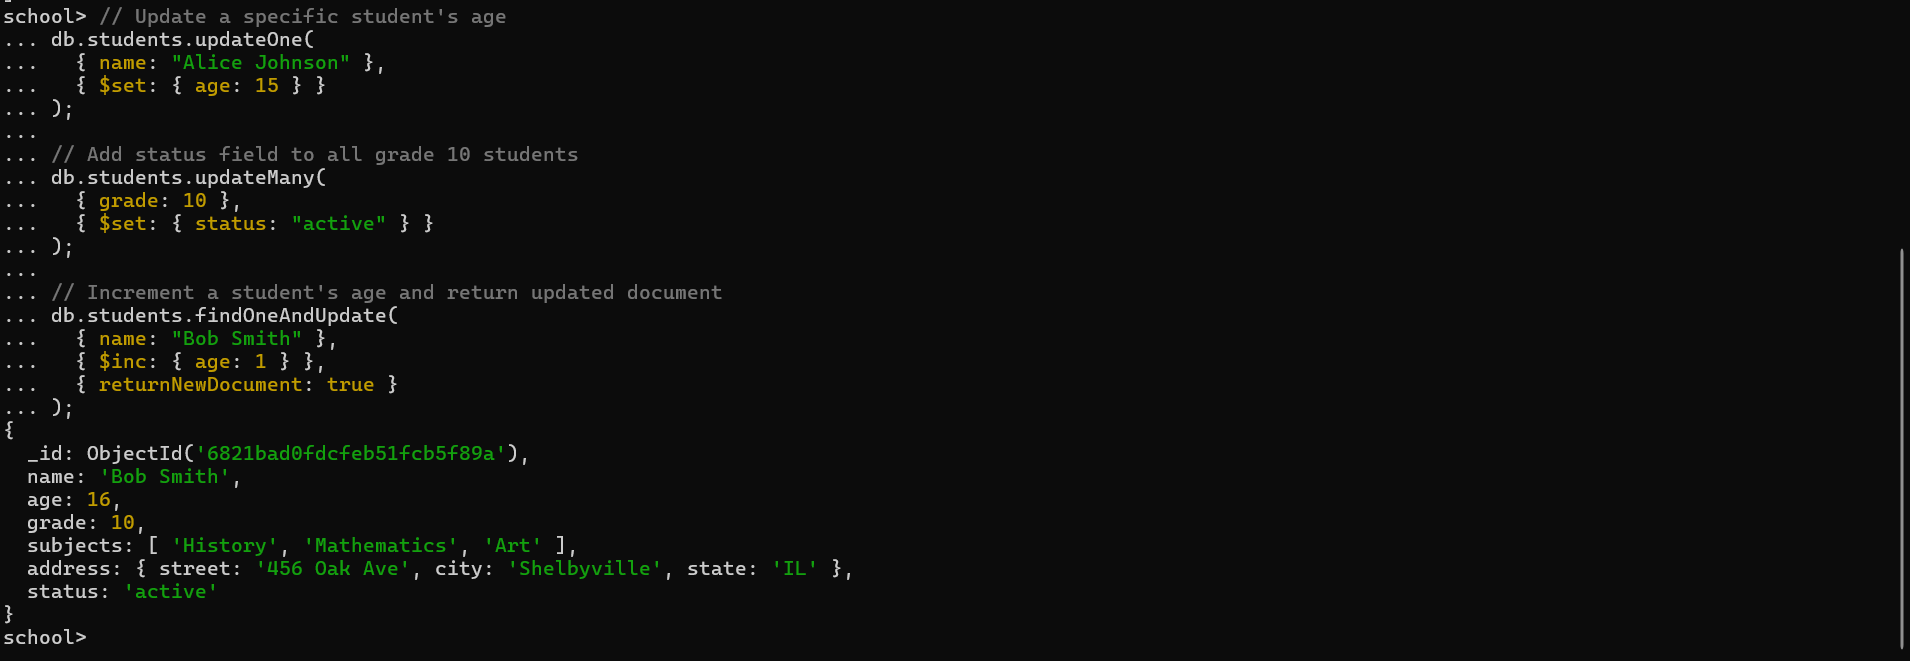 school> // Update a specific student's age
... db.students.updateOne(
...   { name: "Alice Johnson" },
...   { $set: { age: 15 } }
... );
...
... // Add status field to all grade 10 students
... db.students.updateMany(
...   { grade: 10 },
...   { $set: { status: "active" } }
... );
...
... // Increment a student's age and return updated document
... db.students.findOneAndUpdate(
...   { name: "Bob Smith" },
...   { $inc: { age: 1 } },
...   { returnNewDocument: true }
... );
{
  _id: ObjectId('6821bad0fdcfeb51fcb5f89a'),
  name: 'Bob Smith',
  age: 16,
  grade: 10,
  subjects: [ 'History', 'Mathematics', 'Art' ],
  address: { street: '456 Oak Ave', city: 'Shelbyville', state: 'IL' },
  status: 'active'
}
school>